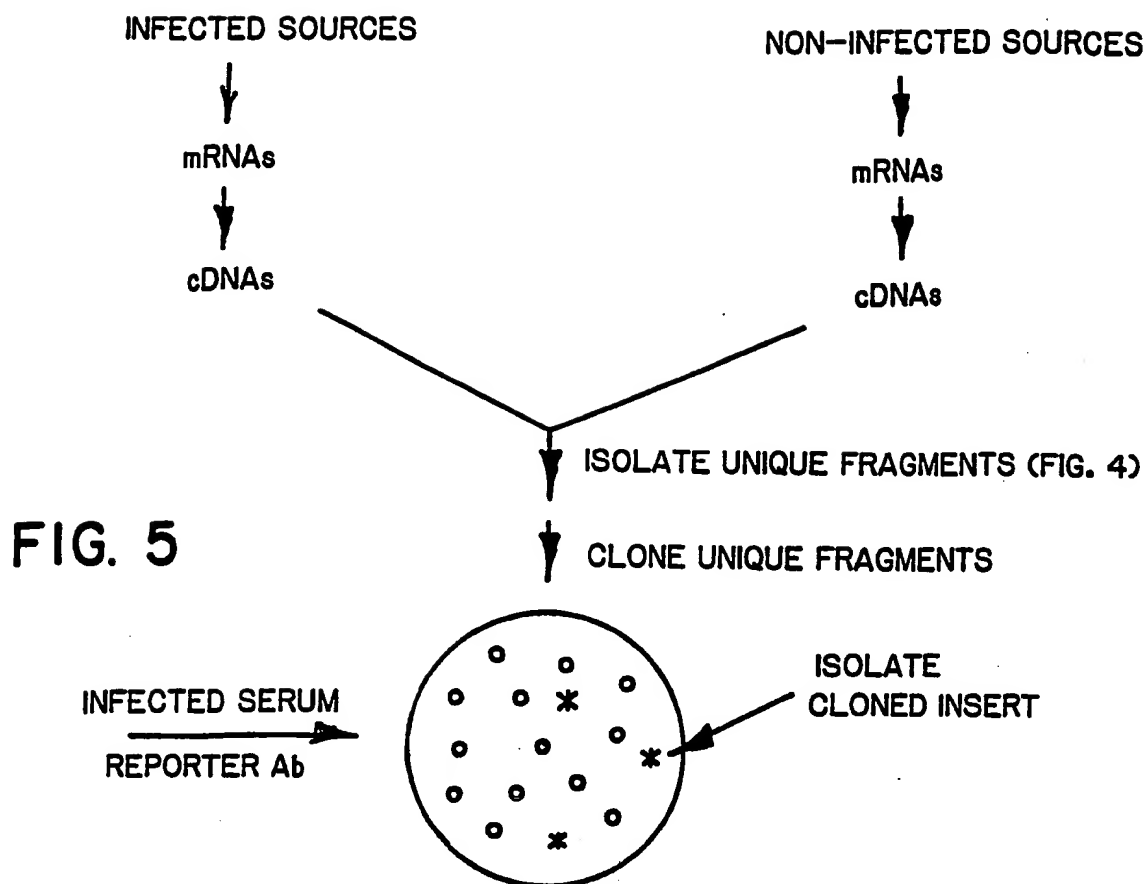 INFECTED SOURCES
NON-INFECTED SOURCES
mRNAs
mRNAs
cDNAs
cDNAs
ISOLATE UNIQUE FRAGMENTS (FIG. 4)
FIG. 5
CLONE UNIQUE FRAGMENTS
INFECTED SERUM
REPORTER Ab
ISOLATE
CLONED INSERT